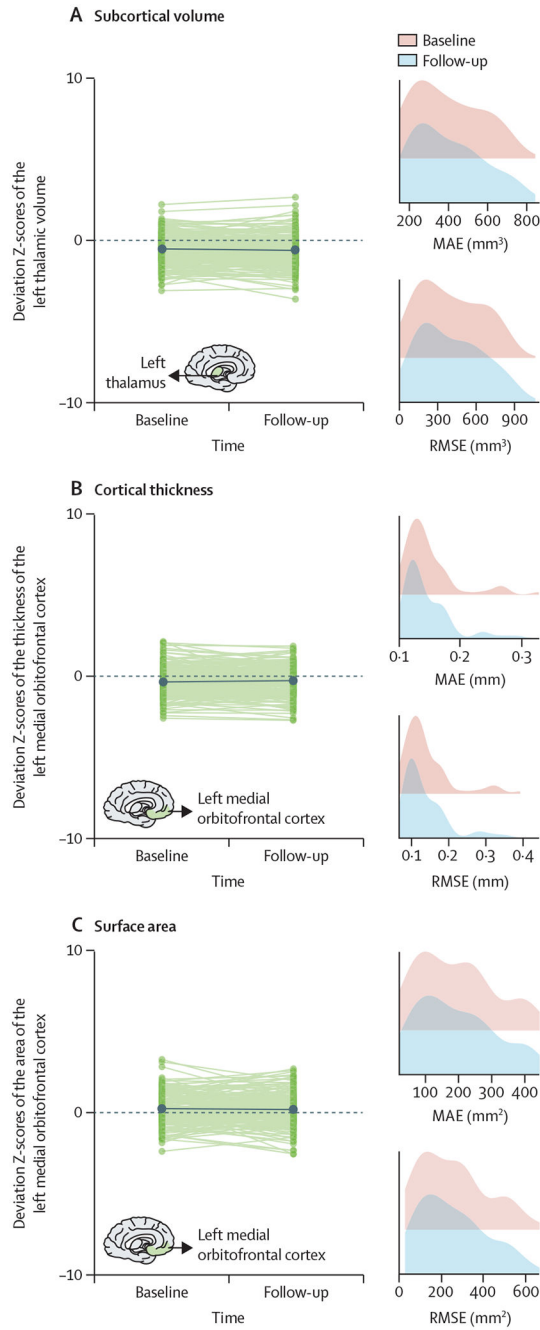 A Subcortical volume
Baseline
Follow-up
10
0
–10
Deviation Z-scores of the
left thalamic volume
Left
thalamus
Baseline Follow-up
Time
200 400 600 800
MAE (mm³)
0 300 600 900
RMSE (mm³)
B Cortical thickness
10
0
–10
Deviation Z-scores of the thickness of the
left medial orbitofrontal cortex
Left medial
orbitofrontal cortex
Baseline Follow-up
Time
0·1 0·2 0·3
MAE (mm)
0·1 0·2 0·3 0·4
RMSE (mm)
C Surface area
10
0
–10
Deviation Z-scores of the area of the
left medial orbitofrontal cortex
Left medial
orbitofrontal cortex
Baseline Follow-up
Time
100 200 300 400
MAE (mm²)
0 200 400 600
RMSE (mm²)